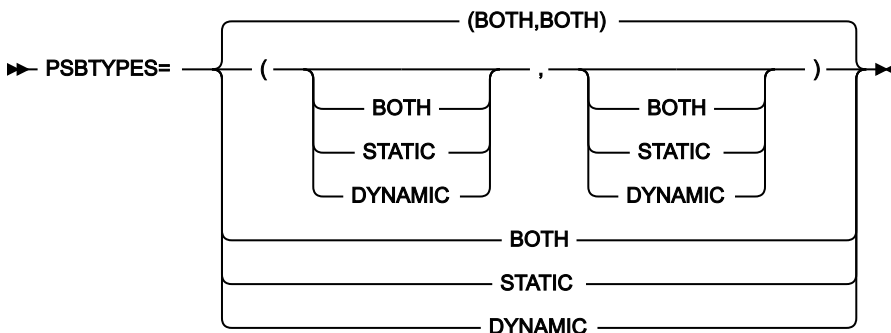 (BOTH,BOTH)
PSBTYPES= ( , )
BOTH BOTH
STATIC STATIC
DYNAMIC DYNAMIC
BOTH
STATIC
DYNAMIC